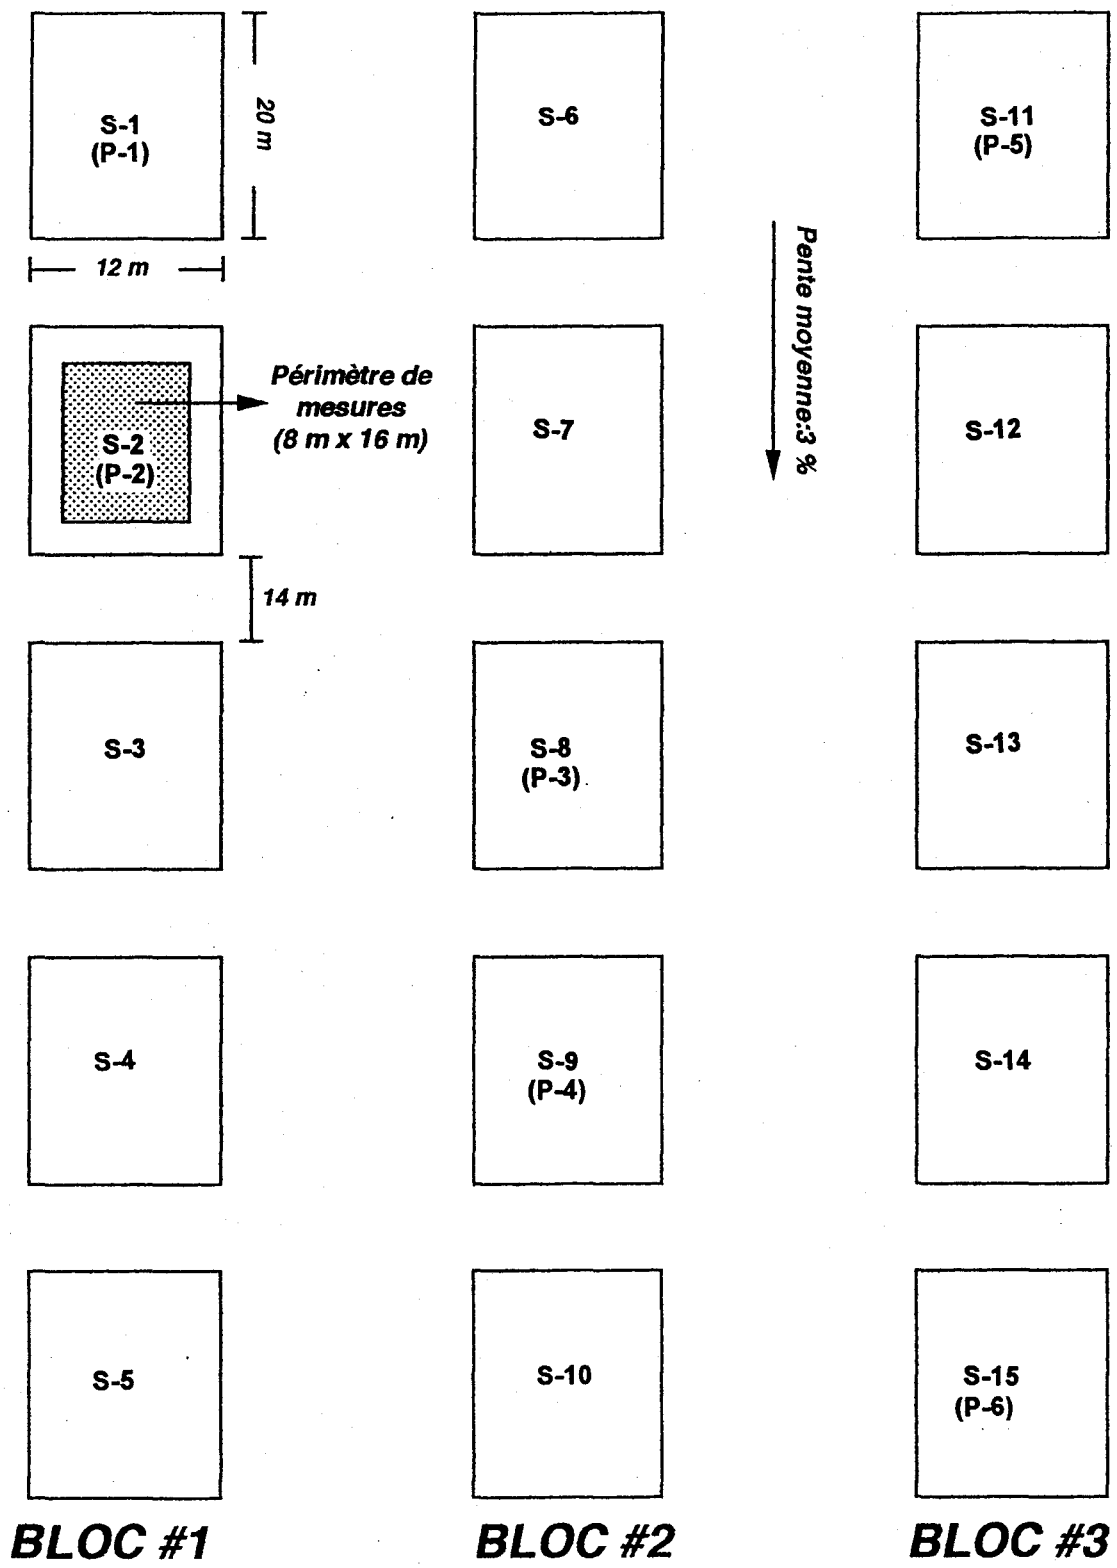 S-1
(P-1)
20 m
12 m
S-6
S-11
(P-5)
Pente moyenne:3 %
S-2
(P-2)
Périmètre de
mesures
(8 m x 16 m)
S-7
S-12
14 m
S-3
S-8
(P-3)
S-13
S-4
S-9
(P-4)
S-14
S-5
S-10
S-15
(P-6)
BLOC #1
BLOC #2
BLOC #3